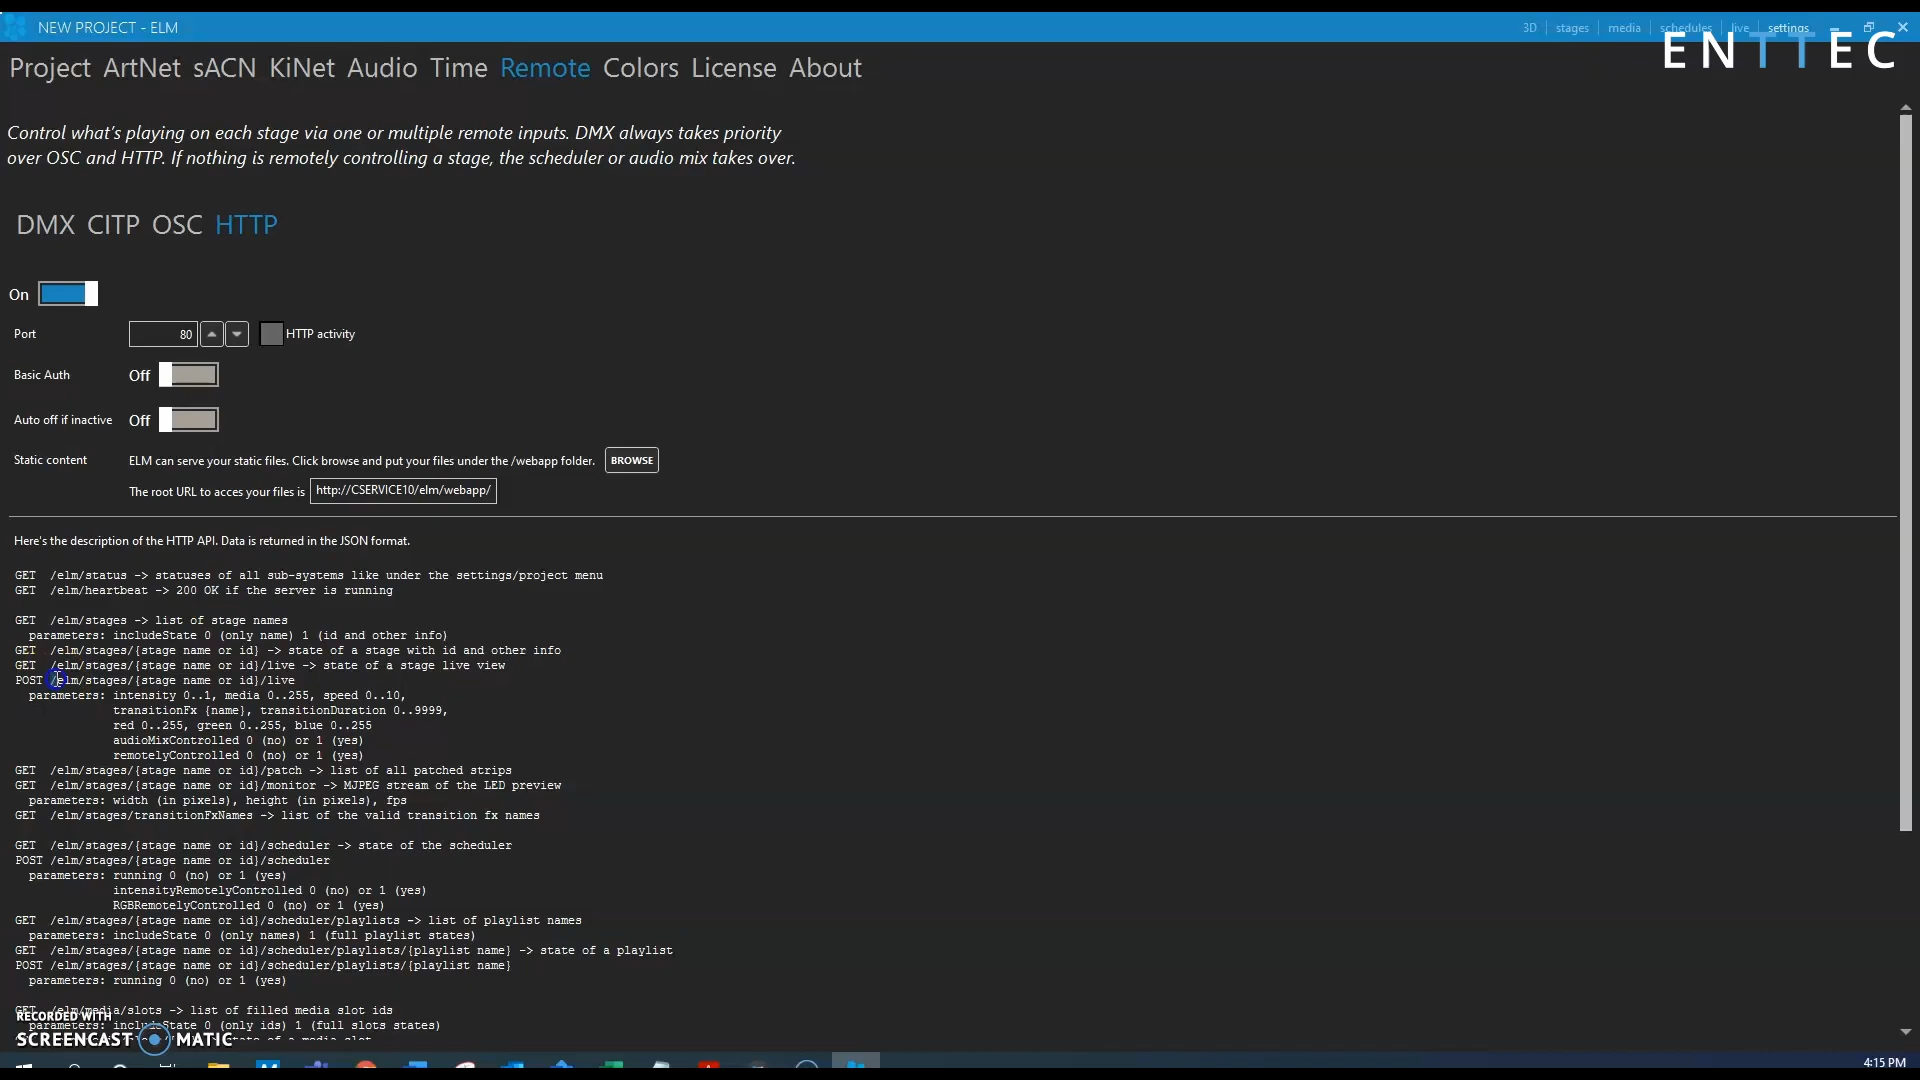 NEW PROJECT - ELM
3D stages media schedules live settings
ENTTEC
Project ArtNet sACN KiNet Audio Time Remote Colors License About
Control what's playing on each stage via one or multiple remote inputs. DMX always takes priority
over OSC and HTTP. If nothing is remotely controlling a stage, the scheduler or audio mix takes over.
DMX CITP OSC HTTP
On
Port 80 HTTP activity
Basic Auth Off
Auto off if inactive Off
Static content ELM can serve your static files. Click browse and put your files under the /webapp folder. BROWSE
The root URL to acces your files is http://CSERVICE10/elm/webapp/
Here's the description of the HTTP API. Data is returned in the JSON format.
GET /elm/status -> statuses of all sub-systems like under the settings/project menu
GET /elm/heartbeat -> 200 OK if the server is running
GET /elm/stages -> list of stage names
parameters: includeState 0 (only name) 1 (id and other info)
GET /elm/stages/{stage name or id} -> state of a stage with id and other info
GET /elm/stages/{stage name or id}/live -> state of a stage live view
POST /elm/stages/{stage name or id}/live
parameters: intensity 0..1, media 0..255, speed 0..10,
transitionFx {name}, transitionDuration 0..9999,
red 0..255, green 0..255, blue 0..255
audioMixControlled 0 (no) or 1 (yes)
remotelyControlled 0 (no) or 1 (yes)
GET /elm/stages/{stage name or id}/patch -> list of all patched strips
GET /elm/stages/{stage name or id}/monitor -> MJPEG stream of the LED preview
parameters: width (in pixels), height (in pixels), fps
GET /elm/stages/transitionFxNames -> list of the valid transition fx names
GET /elm/stages/{stage name or id}/scheduler -> state of the scheduler
POST /elm/stages/{stage name or id}/scheduler
parameters: running 0 (no) or 1 (yes)
intensityRemotelyControlled 0 (no) or 1 (yes)
RGBRemotelyControlled 0 (no) or 1 (yes)
GET /elm/stages/{stage name or id}/scheduler/playlists -> list of playlist names
parameters: includeState 0 (only names) 1 (full playlist states)
GET /elm/stages/{stage name or id}/scheduler/playlists/{playlist name} -> state of a playlist
POST /elm/stages/{stage name or id}/scheduler/playlists/{playlist name}
parameters: running 0 (no) or 1 (yes)
GET /elm/media/slots -> list of filled media slot ids
RECORDED WITH
parameters: includeState 0 (only ids) 1 (full slots states)
SCREENCAST MATIC
4:15 PM